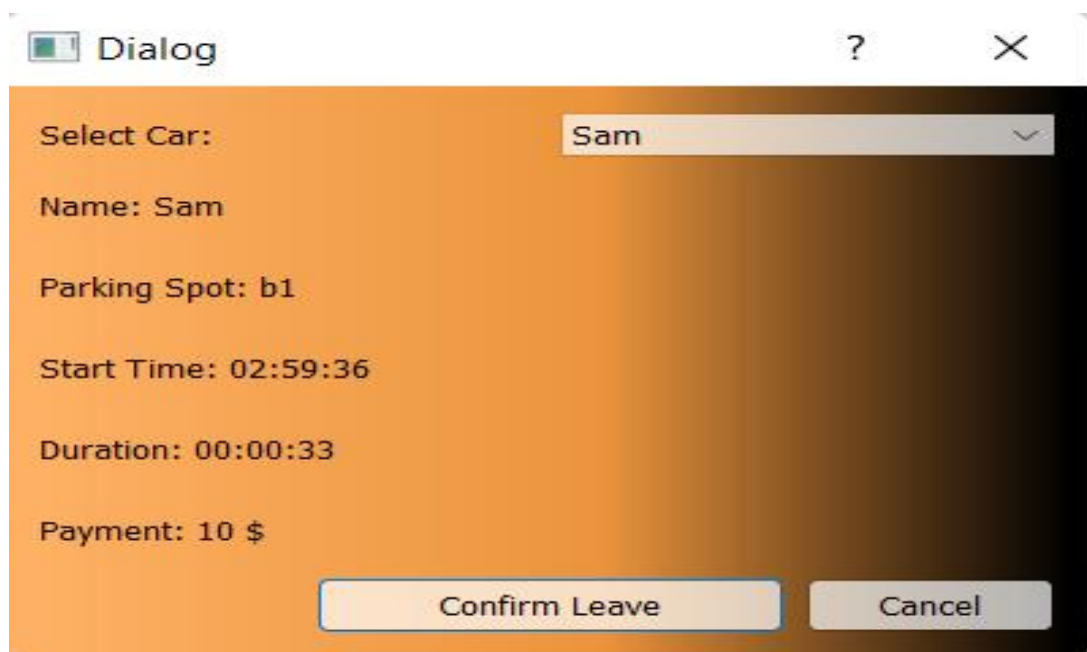 Dialog ?
Select Car: Sam
Name: Sam
Parking Spot: b1
Start Time: 02:59:36
Duration: 00:00:33
Payment: 10 $
Confirm Leave Cancel